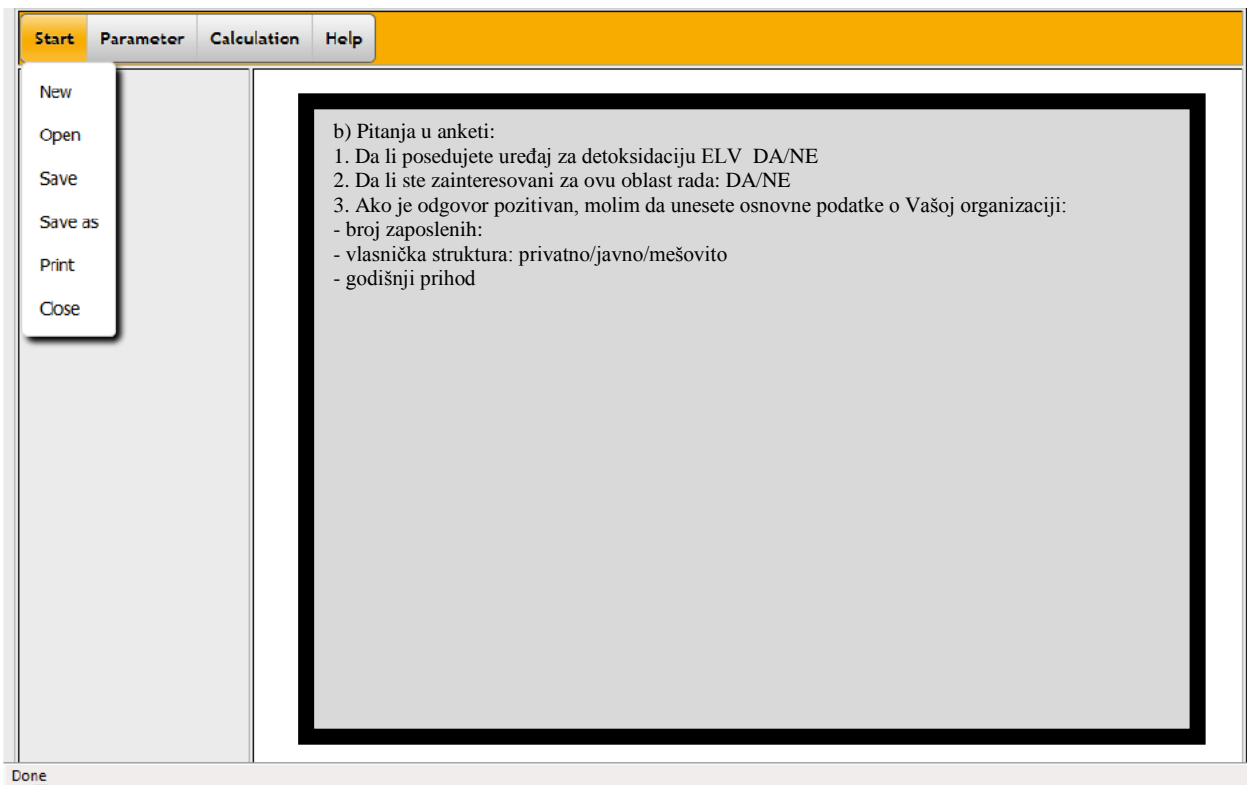 Start Parameter Calculation Help
New
Open
Save
Save as
Print
Close
b) Pitanja u anketi:
1. Da li posedujete uređaj za detoksidaciju ELV DA/NE
2. Da li ste zainteresovani za ovu oblast rada: DA/NE
3. Ako je odgovor pozitivan, molim da unesete osnovne podatke o Vašoj organizaciji:
- broj zaposlenih:
- vlasnička struktura: privatno/javno/mešovito
- godišnji prihod
Done